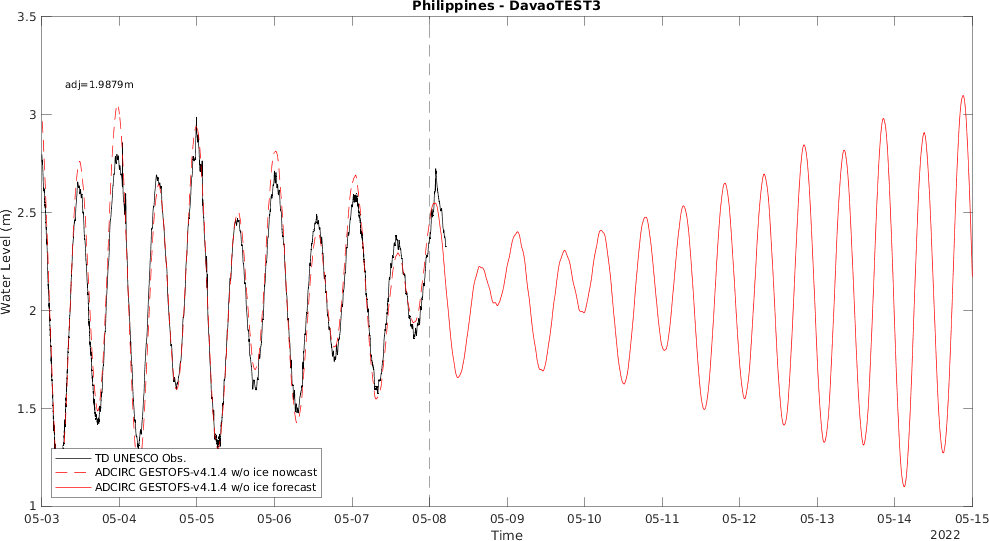 Philippines - DavaoTEST3
3.5
adj=1.9879m
3
2.5
Water Level (m)
2
1.5
TD UNESCO Obs.
ADCIRC GESTOFS-v4.1.4 w/o ice nowcast
ADCIRC GESTOFS-v4.1.4 w/o ice forecast
1
05-03 05-04 05-05 05-06 05-07 05-08 05-09 05-10 05-11 05-12 05-13 05-14 05-15
Time
2022